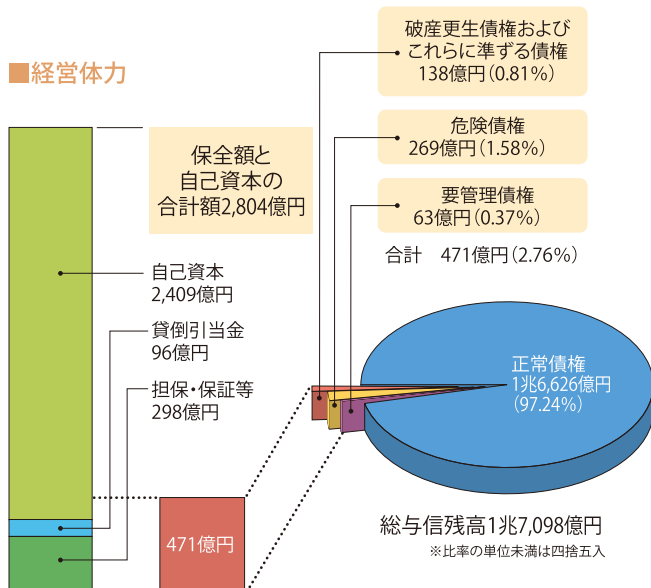 ■経営体力
保全額と
自己資本の
合計額2,804億円
自己資本
2,409億円
貸倒引当金
96億円
担保・保証等
298億円
471億円
破産更生債権および
これらに準ずる債権
138億円(0.81%)
危険債権
269億円(1.58%)
要管理債権
63億円(0.37%)
合計　471億円(2.76%)
正常債権
1兆6,626億円
(97.24%)
総与信残高1兆7,098億円
※比率の単位未満は四捨五入